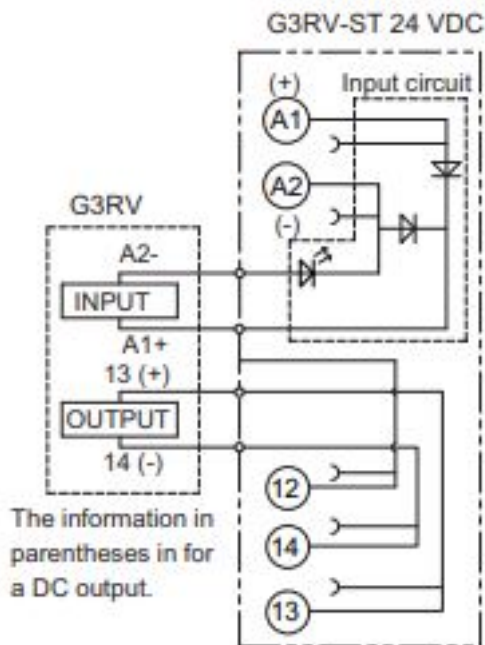 G3RV-ST 24 VDC
(+)
Input circuit
A1
A2
(-)
G3RV
A2-
INPUT
A1+
13 (+)
OUTPUT
14 (-)
12
14
13
The information in
parentheses in for
a DC output.